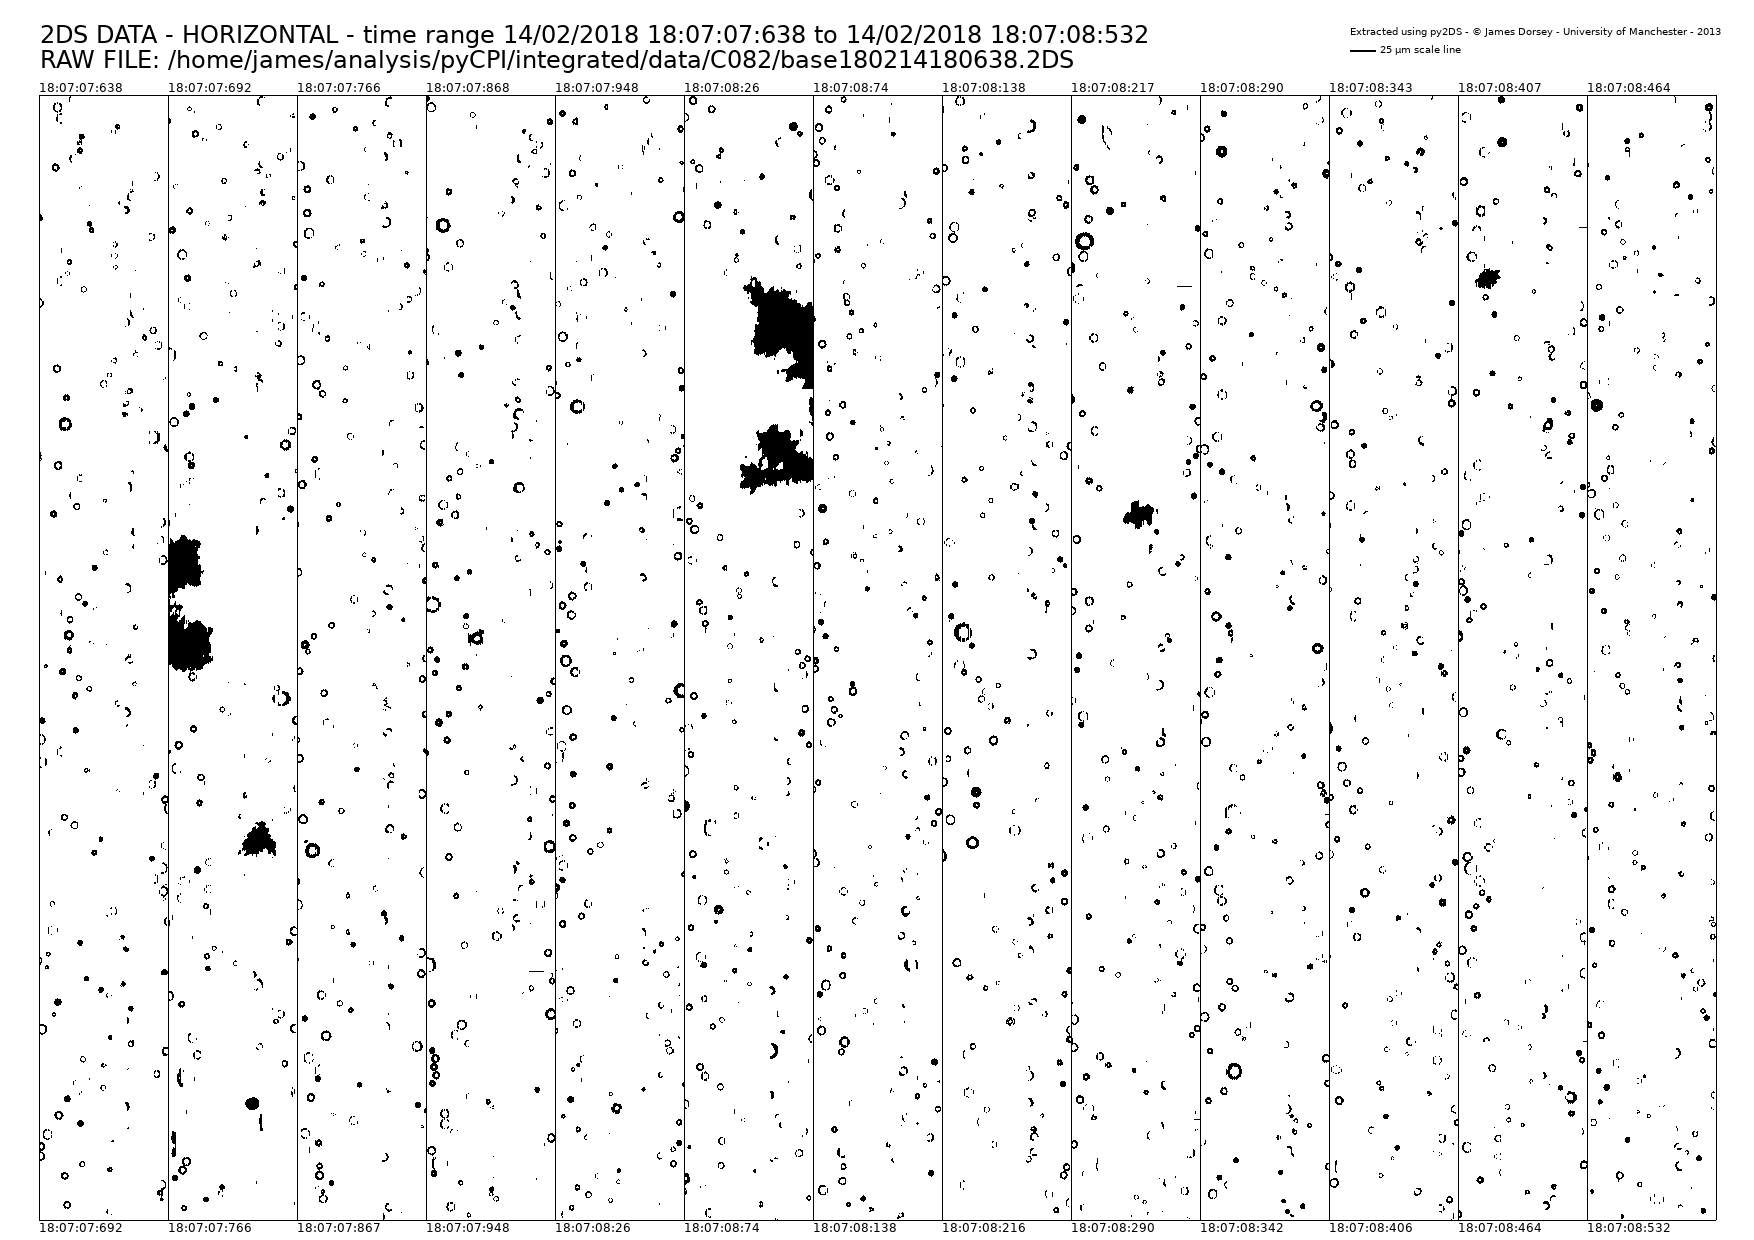 2DS DATA - HORIZONTAL - time range 14/02/2018 18:07:07:638 to 14/02/2018 18:07:08:532
Extracted using py2DS - © James Dorsey - University of Manchester - 2013
25 µm scale line
RAW FILE: /home/james/analysis/pyCPI/integrated/data/C082/base180214180638.2DS
18:07:07:638 18:07:07:692 18:07:07:766 18:07:07:868 18:07:07:948 18:07:08:26 18:07:08:74 18:07:08:138 18:07:08:217 18:07:08:290 18:07:08:343 18:07:08:407 18:07:08:464
18:07:07:692 18:07:07:766 18:07:07:867 18:07:07:948 18:07:08:26 18:07:08:74 18:07:08:138 18:07:08:216 18:07:08:290 18:07:08:342 18:07:08:406 18:07:08:464 18:07:08:532